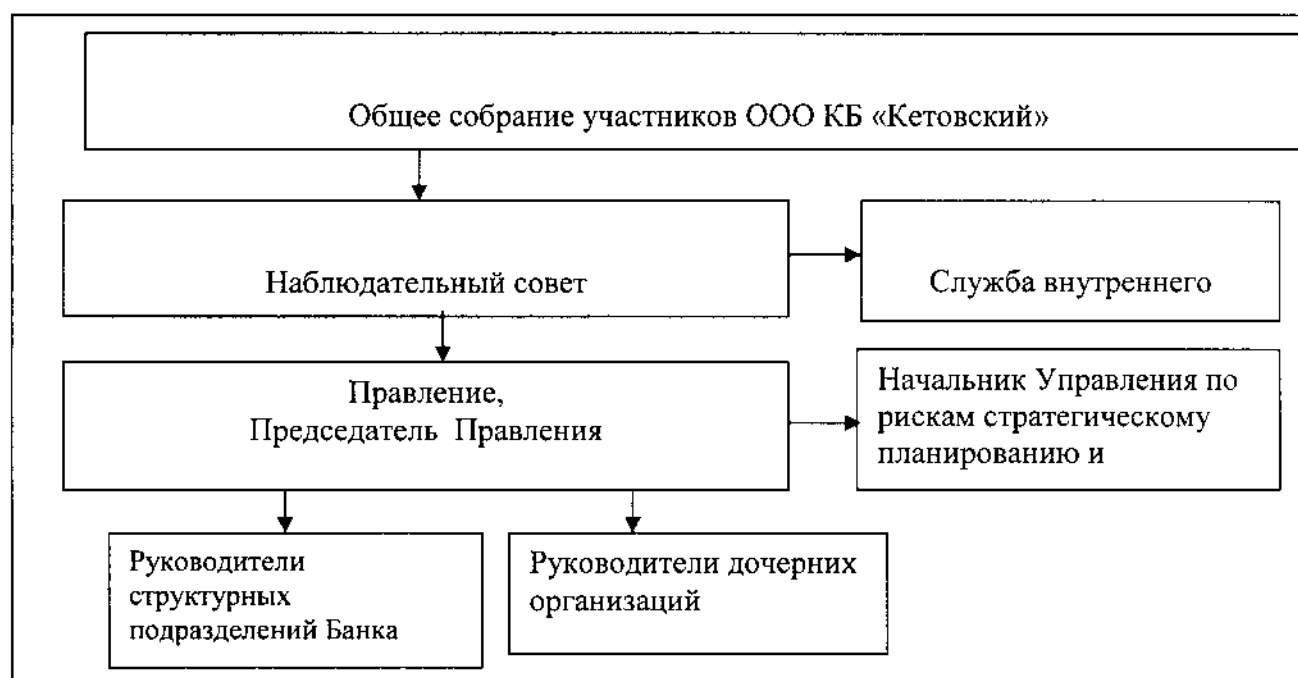 Общее собрание участников ООО КБ «Кетовский»
Наблюдательный совет
Служба внутреннего
Правление,
Председатель Правления
Начальник Управления по
рискам стратегическому
планированию и
Руководители
структурных
подразделений Банка
Руководители дочерних
организаций